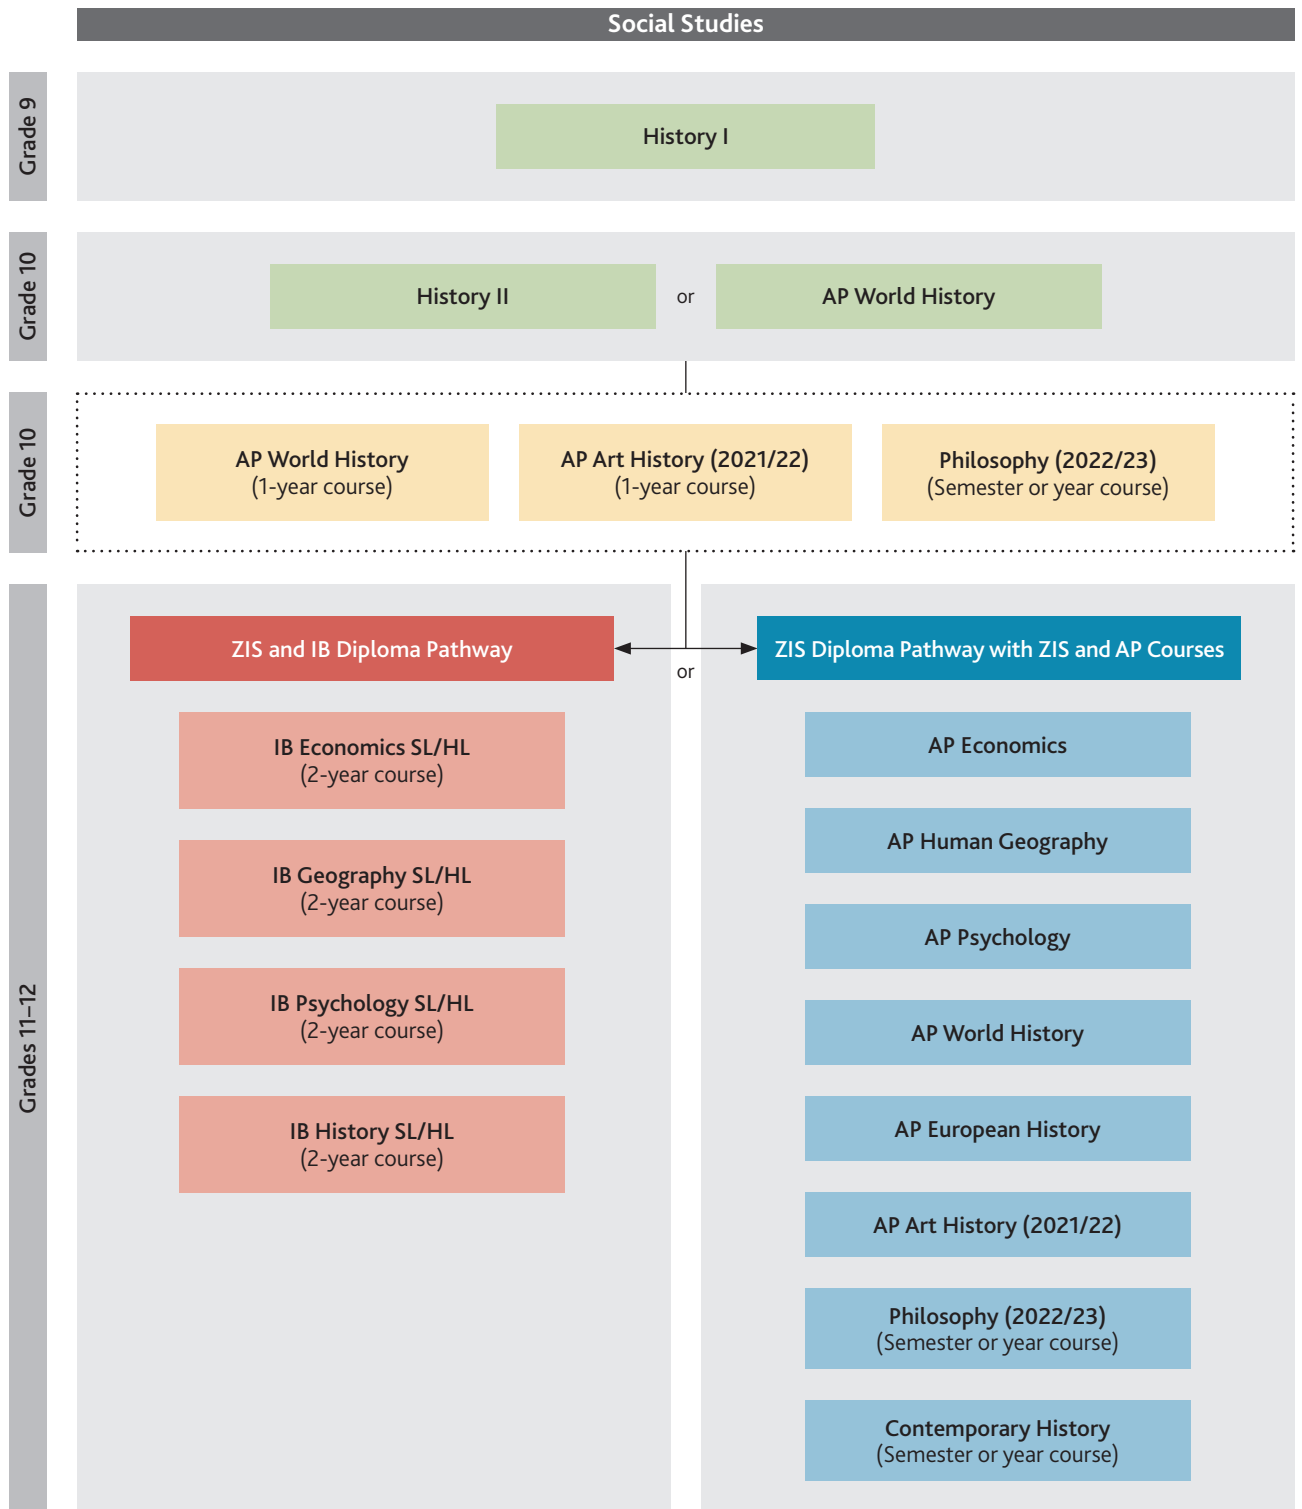 Social Studies
Grade 9
History I
Grade 10
History II
or
AP World History
Grade 10
AP World History
(1-year course)
AP Art History (2021/22)
(1-year course)
Philosophy (2022/23)
(Semester or year course)
Grades 11–12
ZIS and IB Diploma Pathway
or
ZIS Diploma Pathway with ZIS and AP Courses
IB Economics SL/HL
(2-year course)
IB Geography SL/HL
(2-year course)
IB Psychology SL/HL
(2-year course)
IB History SL/HL
(2-year course)
AP Economics
AP Human Geography
AP Psychology
AP World History
AP European History
AP Art History (2021/22)
Philosophy (2022/23)
(Semester or year course)
Contemporary History
(Semester or year course)